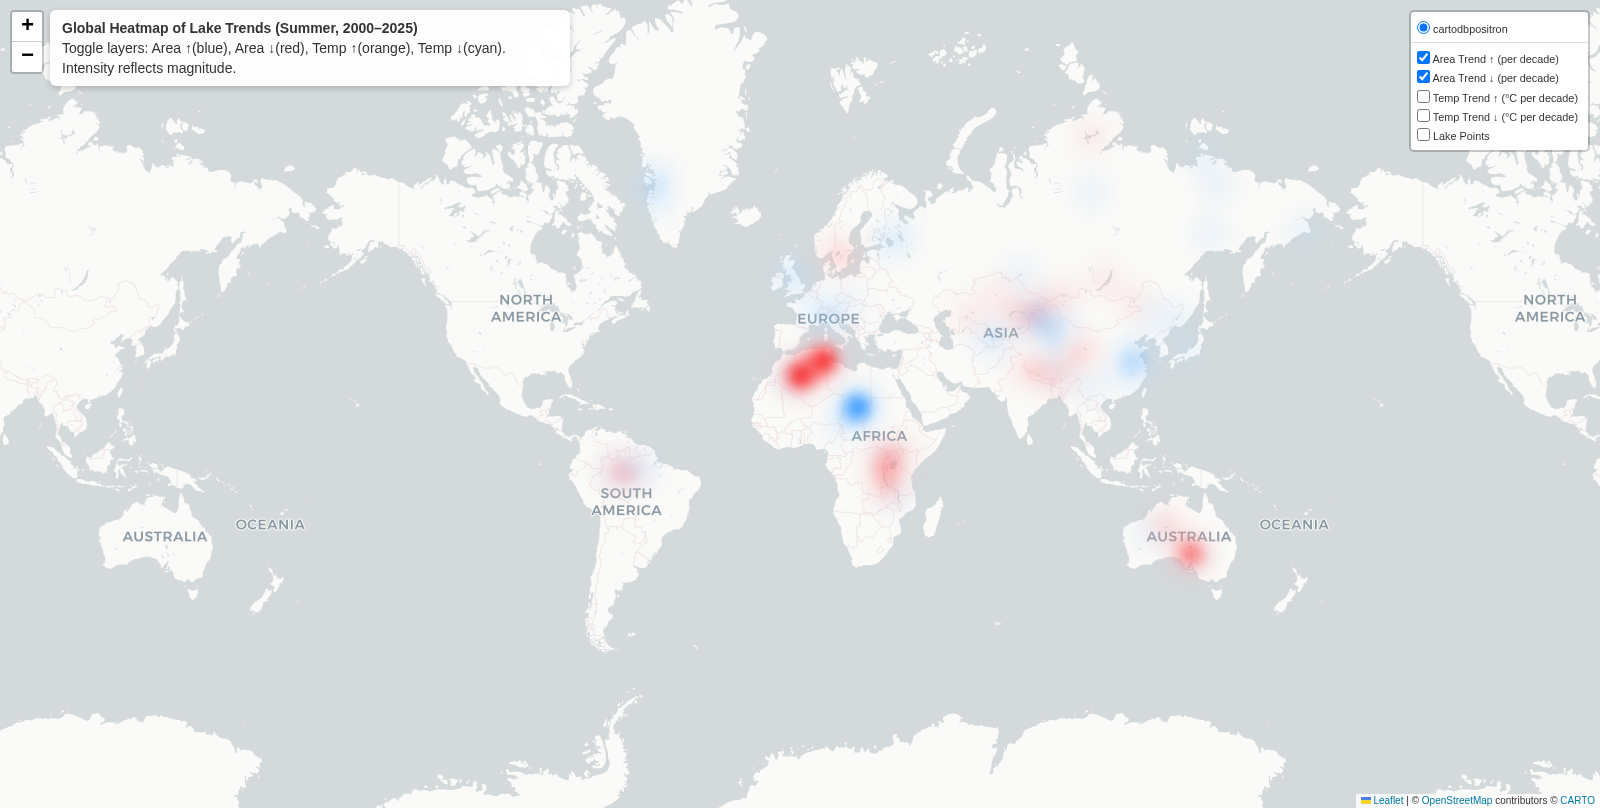 +
−
Global Heatmap of Lake Trends (Summer, 2000–2025)
Toggle layers: Area ↑(blue), Area ↓(red), Temp ↑(orange), Temp ↓(cyan).
Intensity reflects magnitude.
cartodbpositron
Area Trend ↑ (per decade)
Area Trend ↓ (per decade)
Temp Trend ↑ (°C per decade)
Temp Trend ↓ (°C per decade)
Lake Points
NORTH
AMERICA
EUROPE
ASIA
NORTH
AMERICA
AFRICA
SOUTH
AMERICA
OCEANIA
AUSTRALIA
AUSTRALIA
OCEANIA
Leaflet | © OpenStreetMap contributors © CARTO